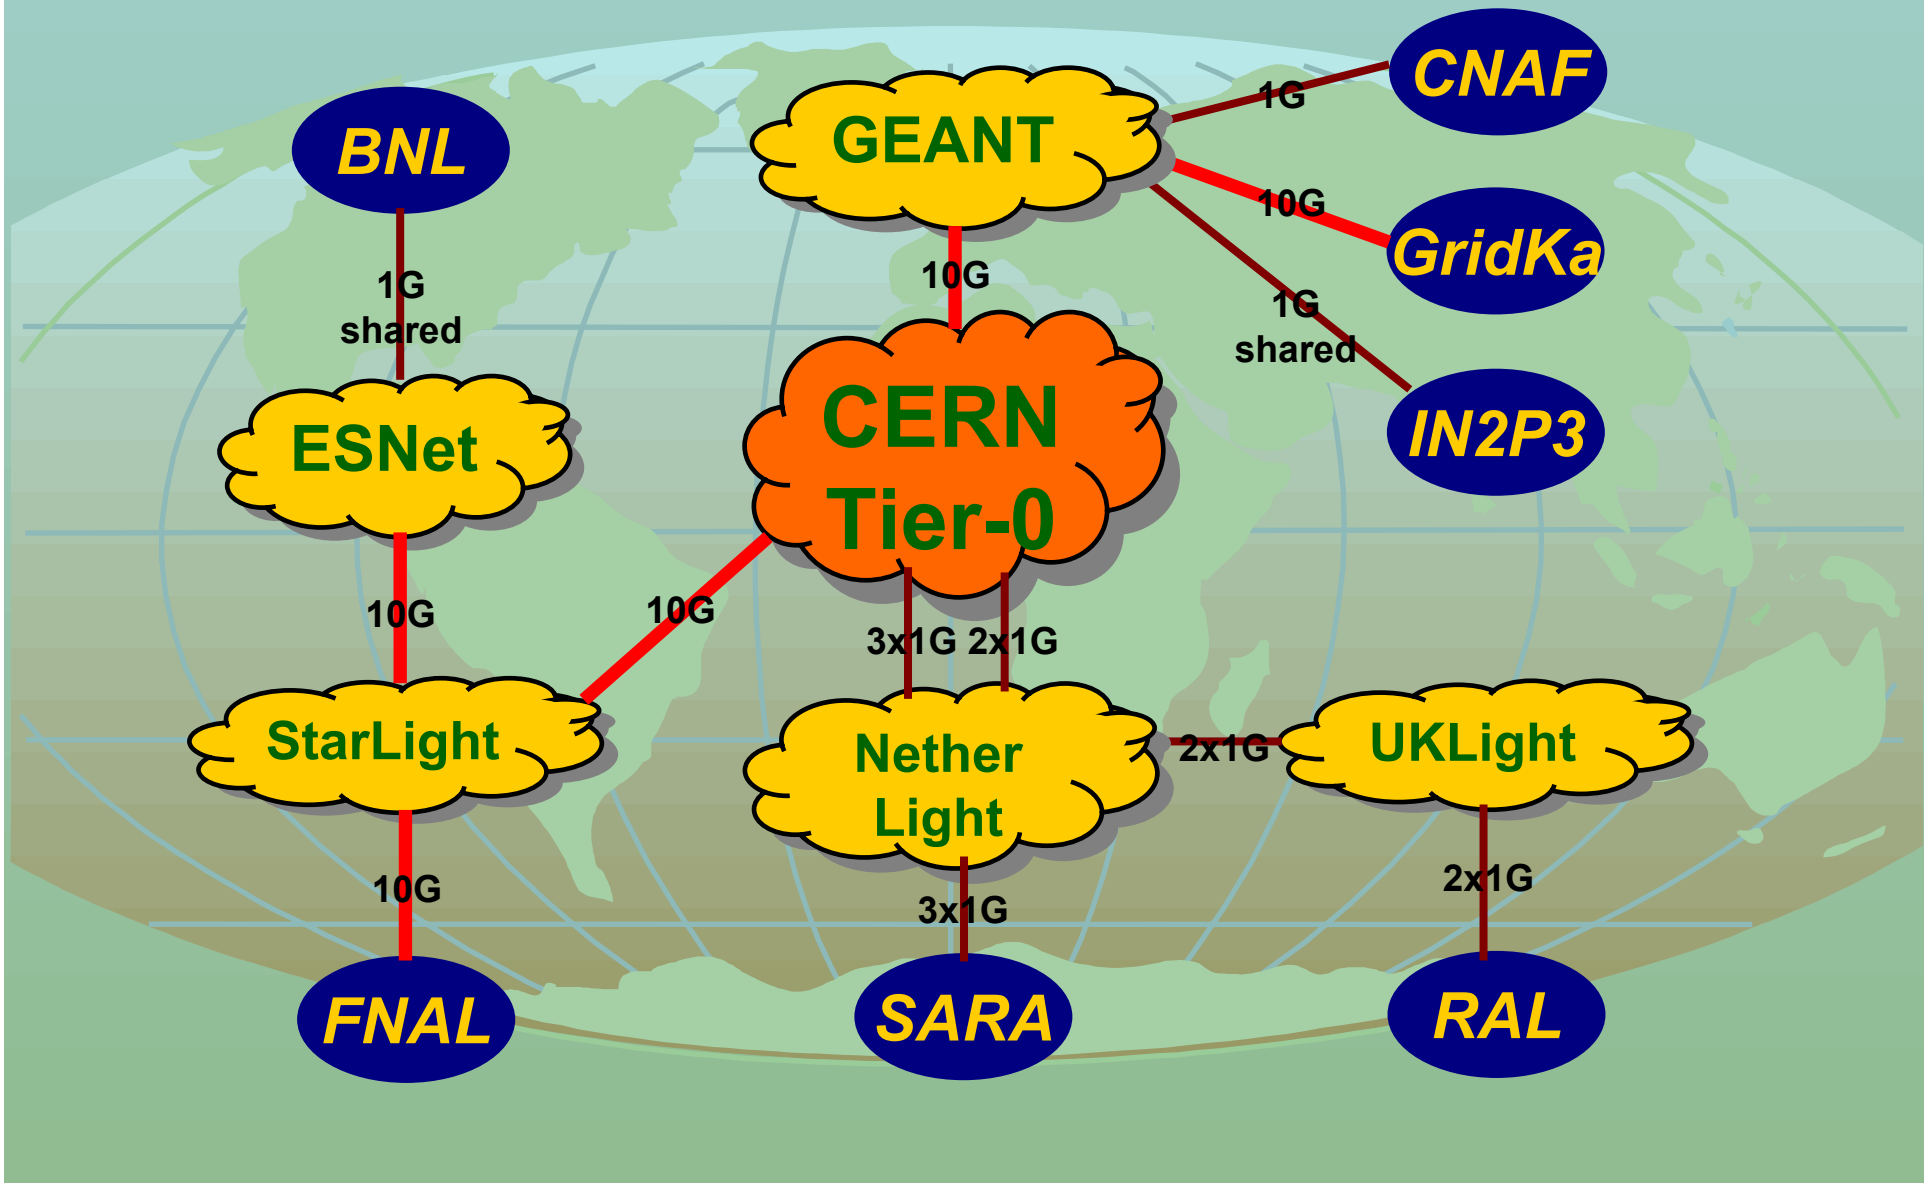 CNAF
1G
GEANT
BNL
10G
GridKa
10G
1G
shared
1G
shared
CERN
Tier-0
IN2P3
ESNet
10G
10G
3x1G
2x1G
StarLight
Nether
Light
2x1G
UKLight
10G
3x1G
2x1G
FNAL
SARA
RAL